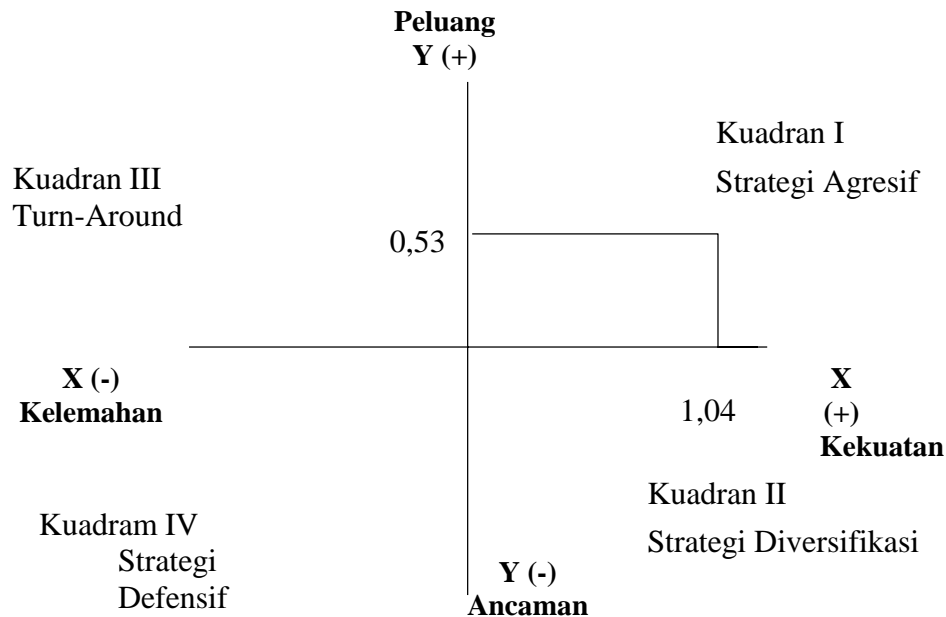 Peluang
Y (+)
Kuadran I
Strategi Agresif
Kuadran III
Turn-Around
0,53
X (-)
Kelemahan
1,04
X
(+)
Kekuatan
Kuadran II
Strategi Diversifikasi
Kuadram IV
Strategi
Defensif
Y (-)
Ancaman